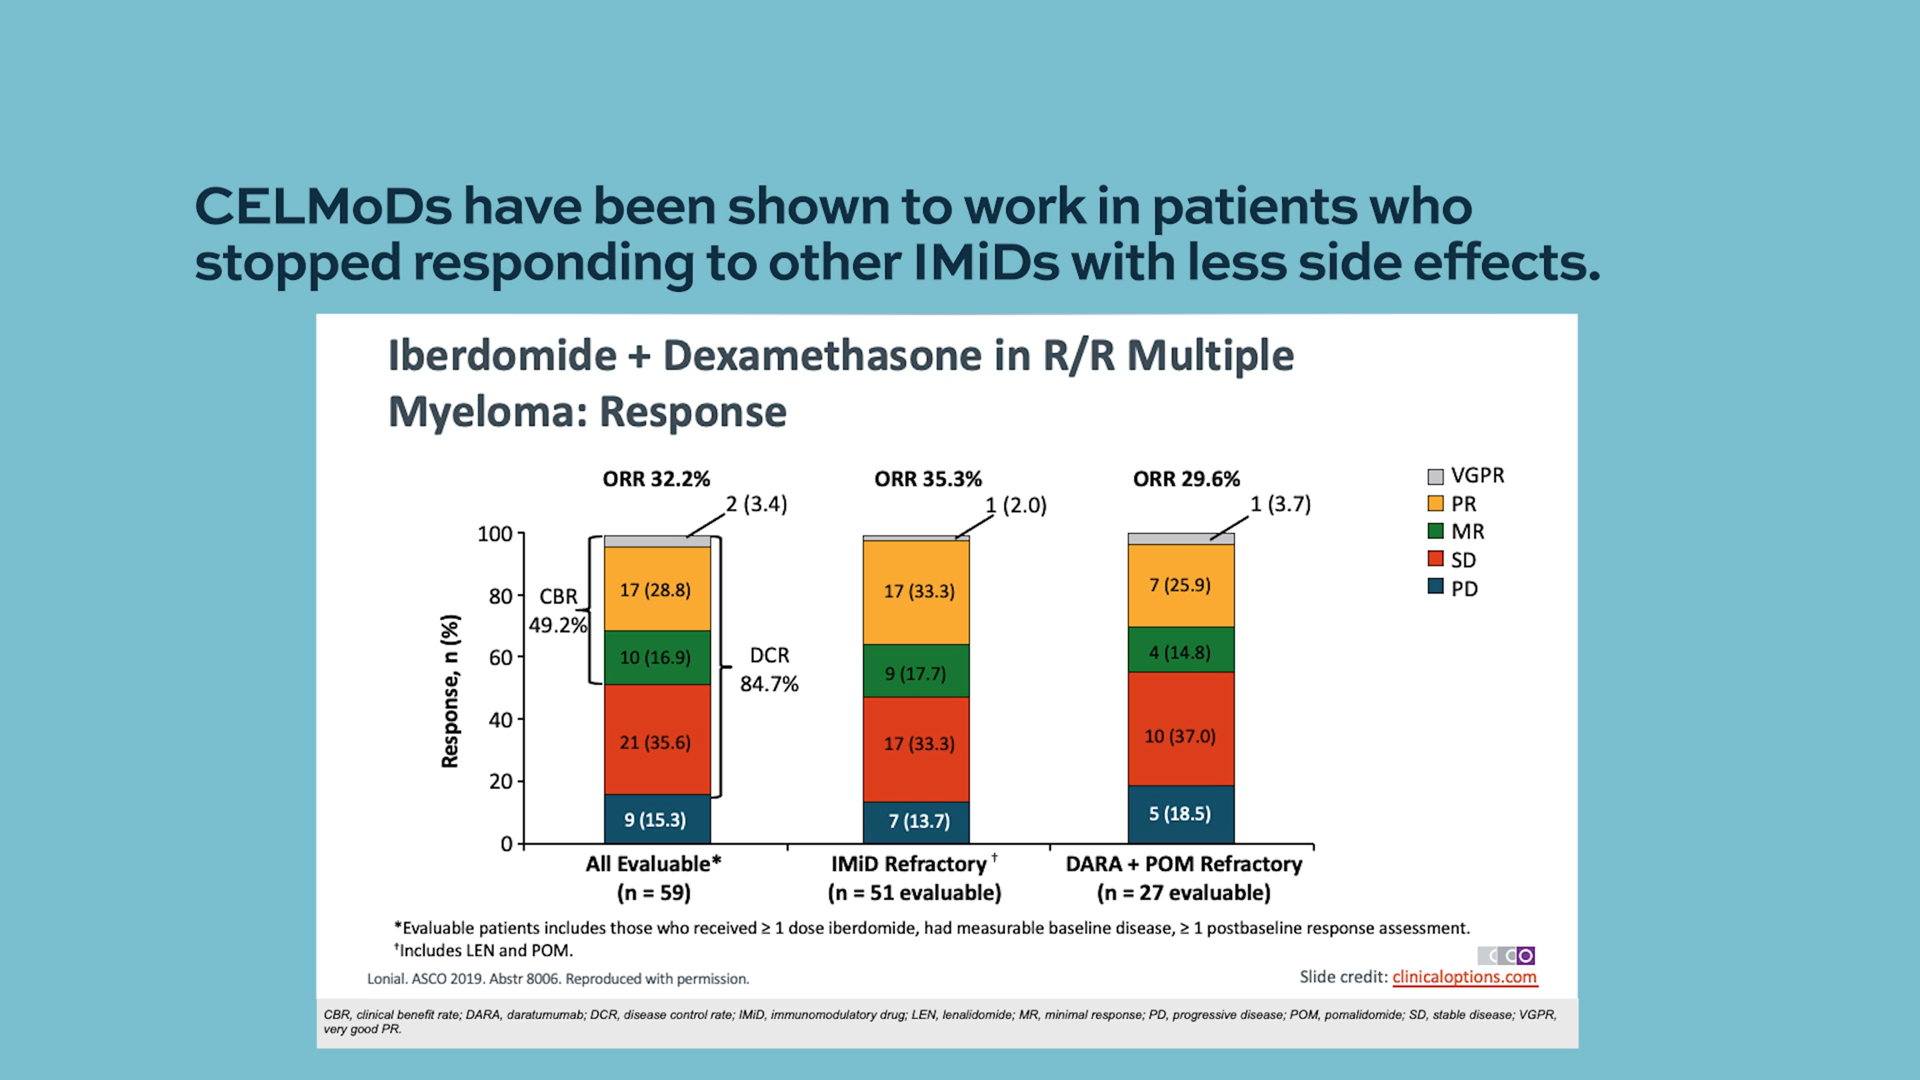 CELMoDs have been shown to work in patients who
stopped responding to other IMiDs with less side effects.
Iberdomide + Dexamethasone in R/R Multiple
Myeloma: Response
ORR 32.2%
ORR 35.3%
ORR 29.6%
2 (3.4)
1 (2.0)
1 (3.7)
VGPR
PR
MR
SD
PD
Response, n (%)
100
80
60
40
20
0
CBR
49.2%
DCR
84.7%
17 (28.8)
10 (16.9)
21 (35.6)
9 (15.3)
17 (33.3)
9 (17.7)
17 (33.3)
7 (13.7)
7 (25.9)
4 (14.8)
10 (37.0)
5 (18.5)
All Evaluable*
(n = 59)
IMiD Refractory †
(n = 51 evaluable)
DARA + POM Refractory
(n = 27 evaluable)
*Evaluable patients includes those who received ≥ 1 dose iberdomide, had measurable baseline disease, ≥ 1 postbaseline response assessment.
†Includes LEN and POM.
CCO
Lonial. ASCO 2019. Abstr 8006. Reproduced with permission.
Slide credit: clinicaloptions.com
CBR, clinical benefit rate; DARA, daratumumab; DCR, disease control rate; IMiD, immunomodulatory drug; LEN, lenalidomide; MR, minimal response; PD, progressive disease; POM, pomalidomide; SD, stable disease; VGPR,
very good PR.